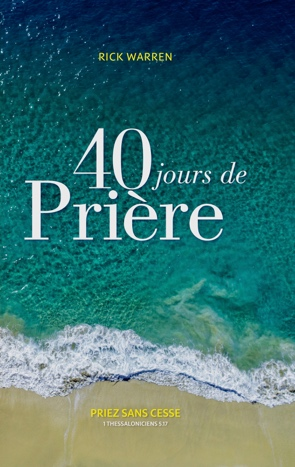 RICK WARREN
40 jours de
Prière
PRIEZ SANS CESSE
1 THESSALONICIENS 5.17